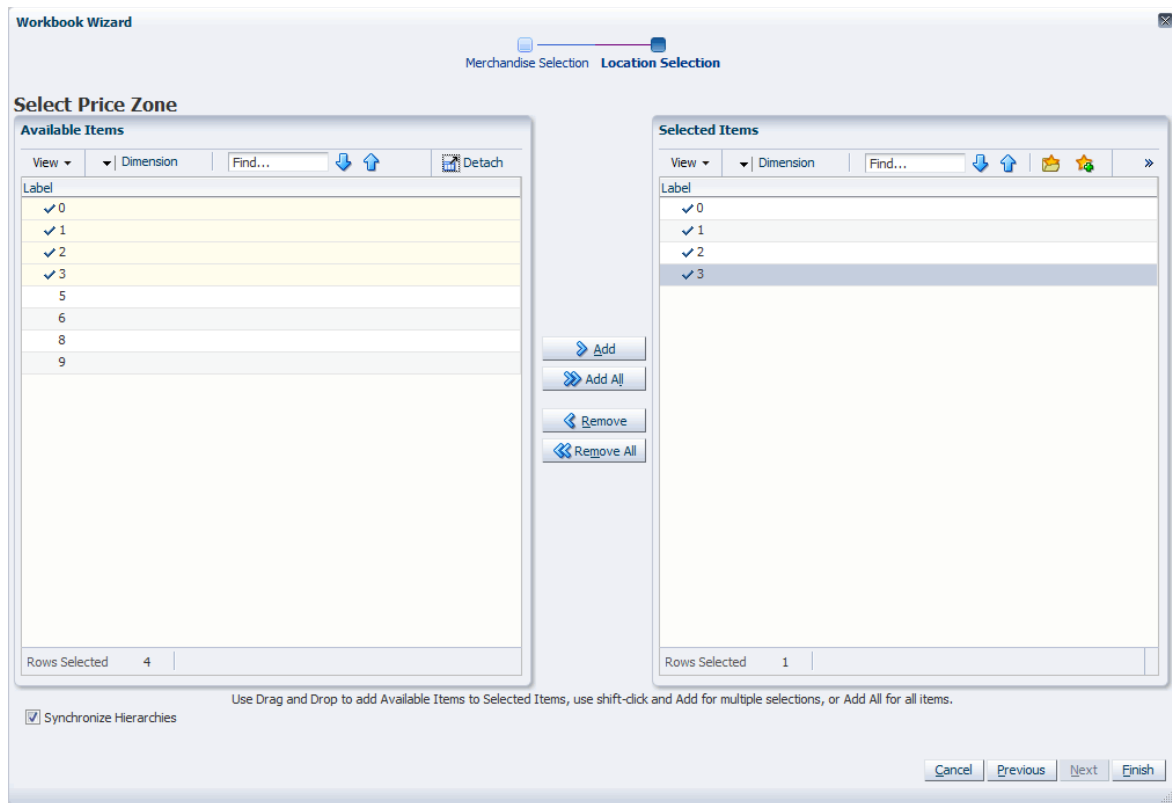 Workbook Wizard
Merchandise Selection Location Selection
Select Price Zone
Available Items
View Dimension Find... Detach
Label
0
1
2
3
5
6
8
9
Rows Selected 4
Add
Add All
Remove
Remove All
Selected Items
View Dimension Find... »
Label
0
1
2
3
Rows Selected 1
Use Drag and Drop to add Available Items to Selected Items, use shift-click and Add for multiple selections, or Add All for all items.
Synchronize Hierarchies
Cancel Previous Next Finish